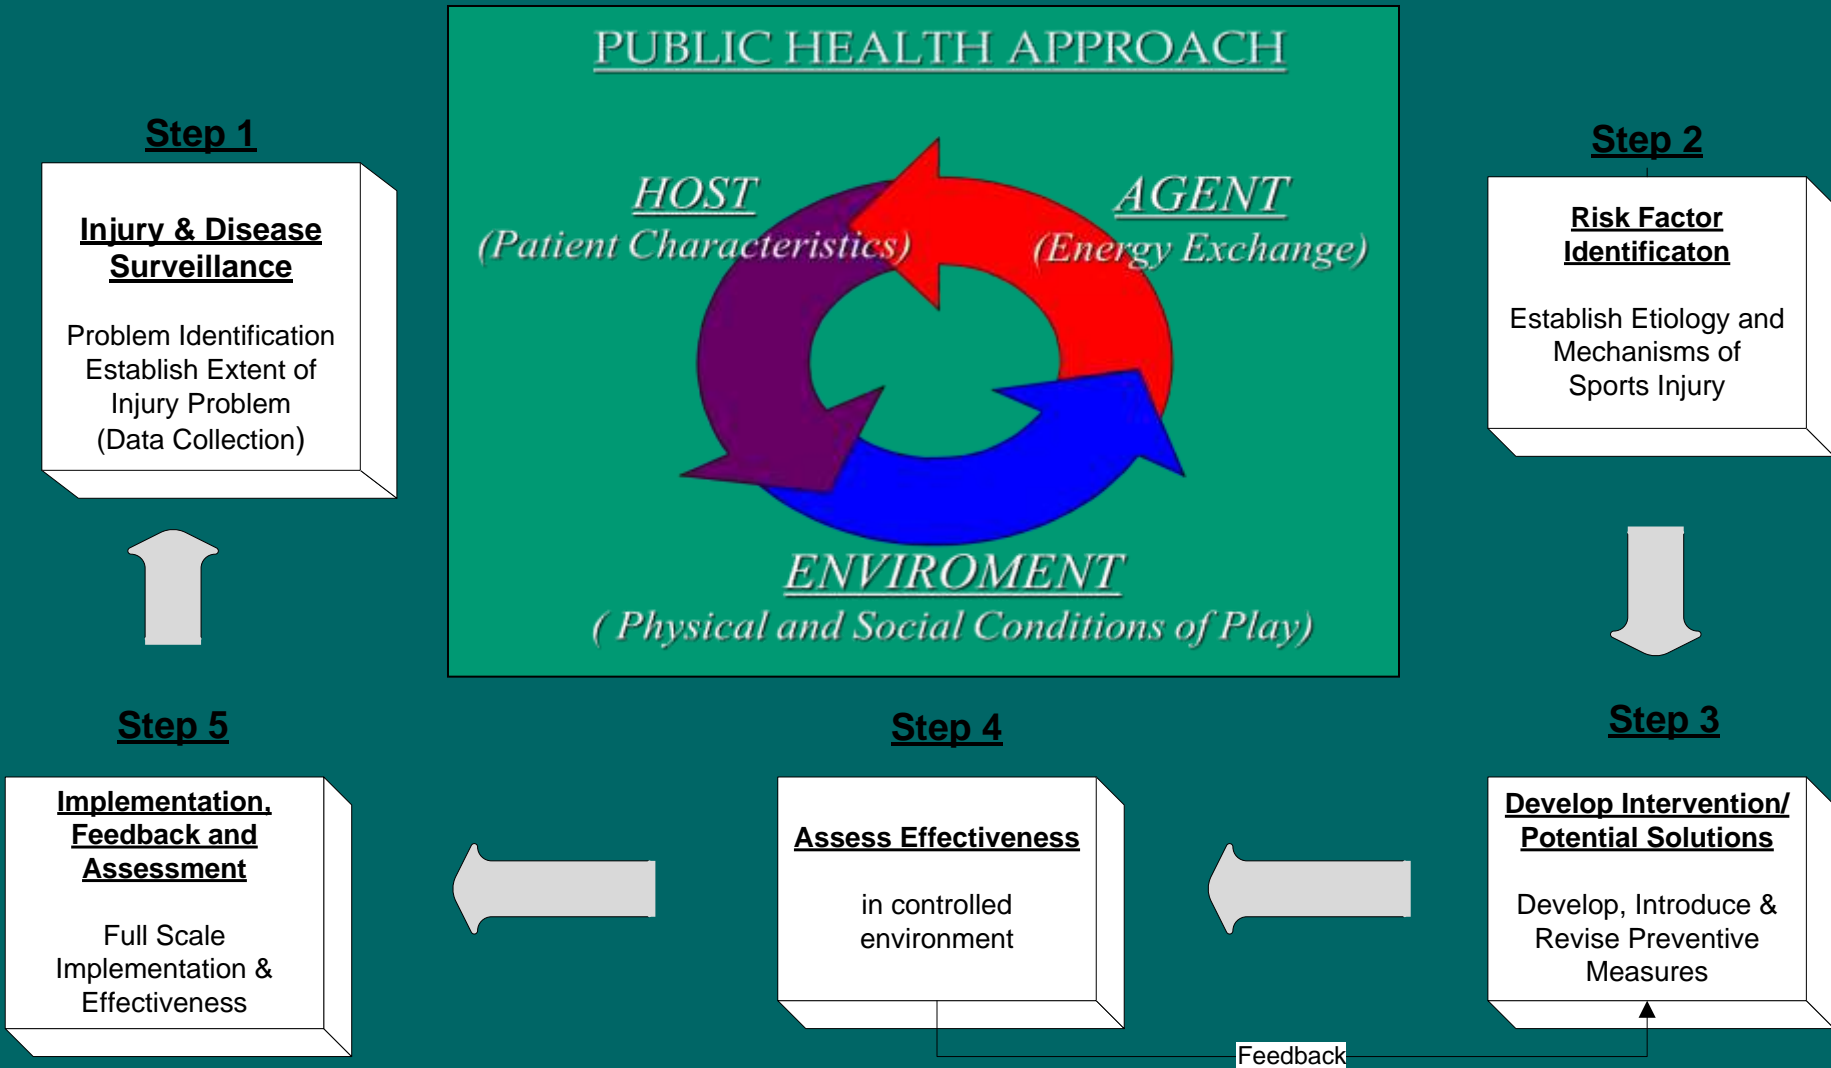 PUBLIC HEALTH APPROACH
HOST
(Patient Characteristics)
AGENT
(Energy Exchange)
ENVIROMENT
( Physical and Social Conditions of Play)
Step 1
Injury & Disease
Surveillance
Problem Identification
Establish Extent of
Injury Problem
(Data Collection)
Step 2
Risk Factor
Identificaton
Establish Etiology and
Mechanisms of
Sports Injury
Step 3
Develop Intervention/
Potential Solutions
Develop, Introduce &
Revise Preventive
Measures
Step 4
Assess Effectiveness
in controlled
environment
Feedback
Step 5
Implementation,
Feedback and
Assessment
Full Scale
Implementation &
Effectiveness